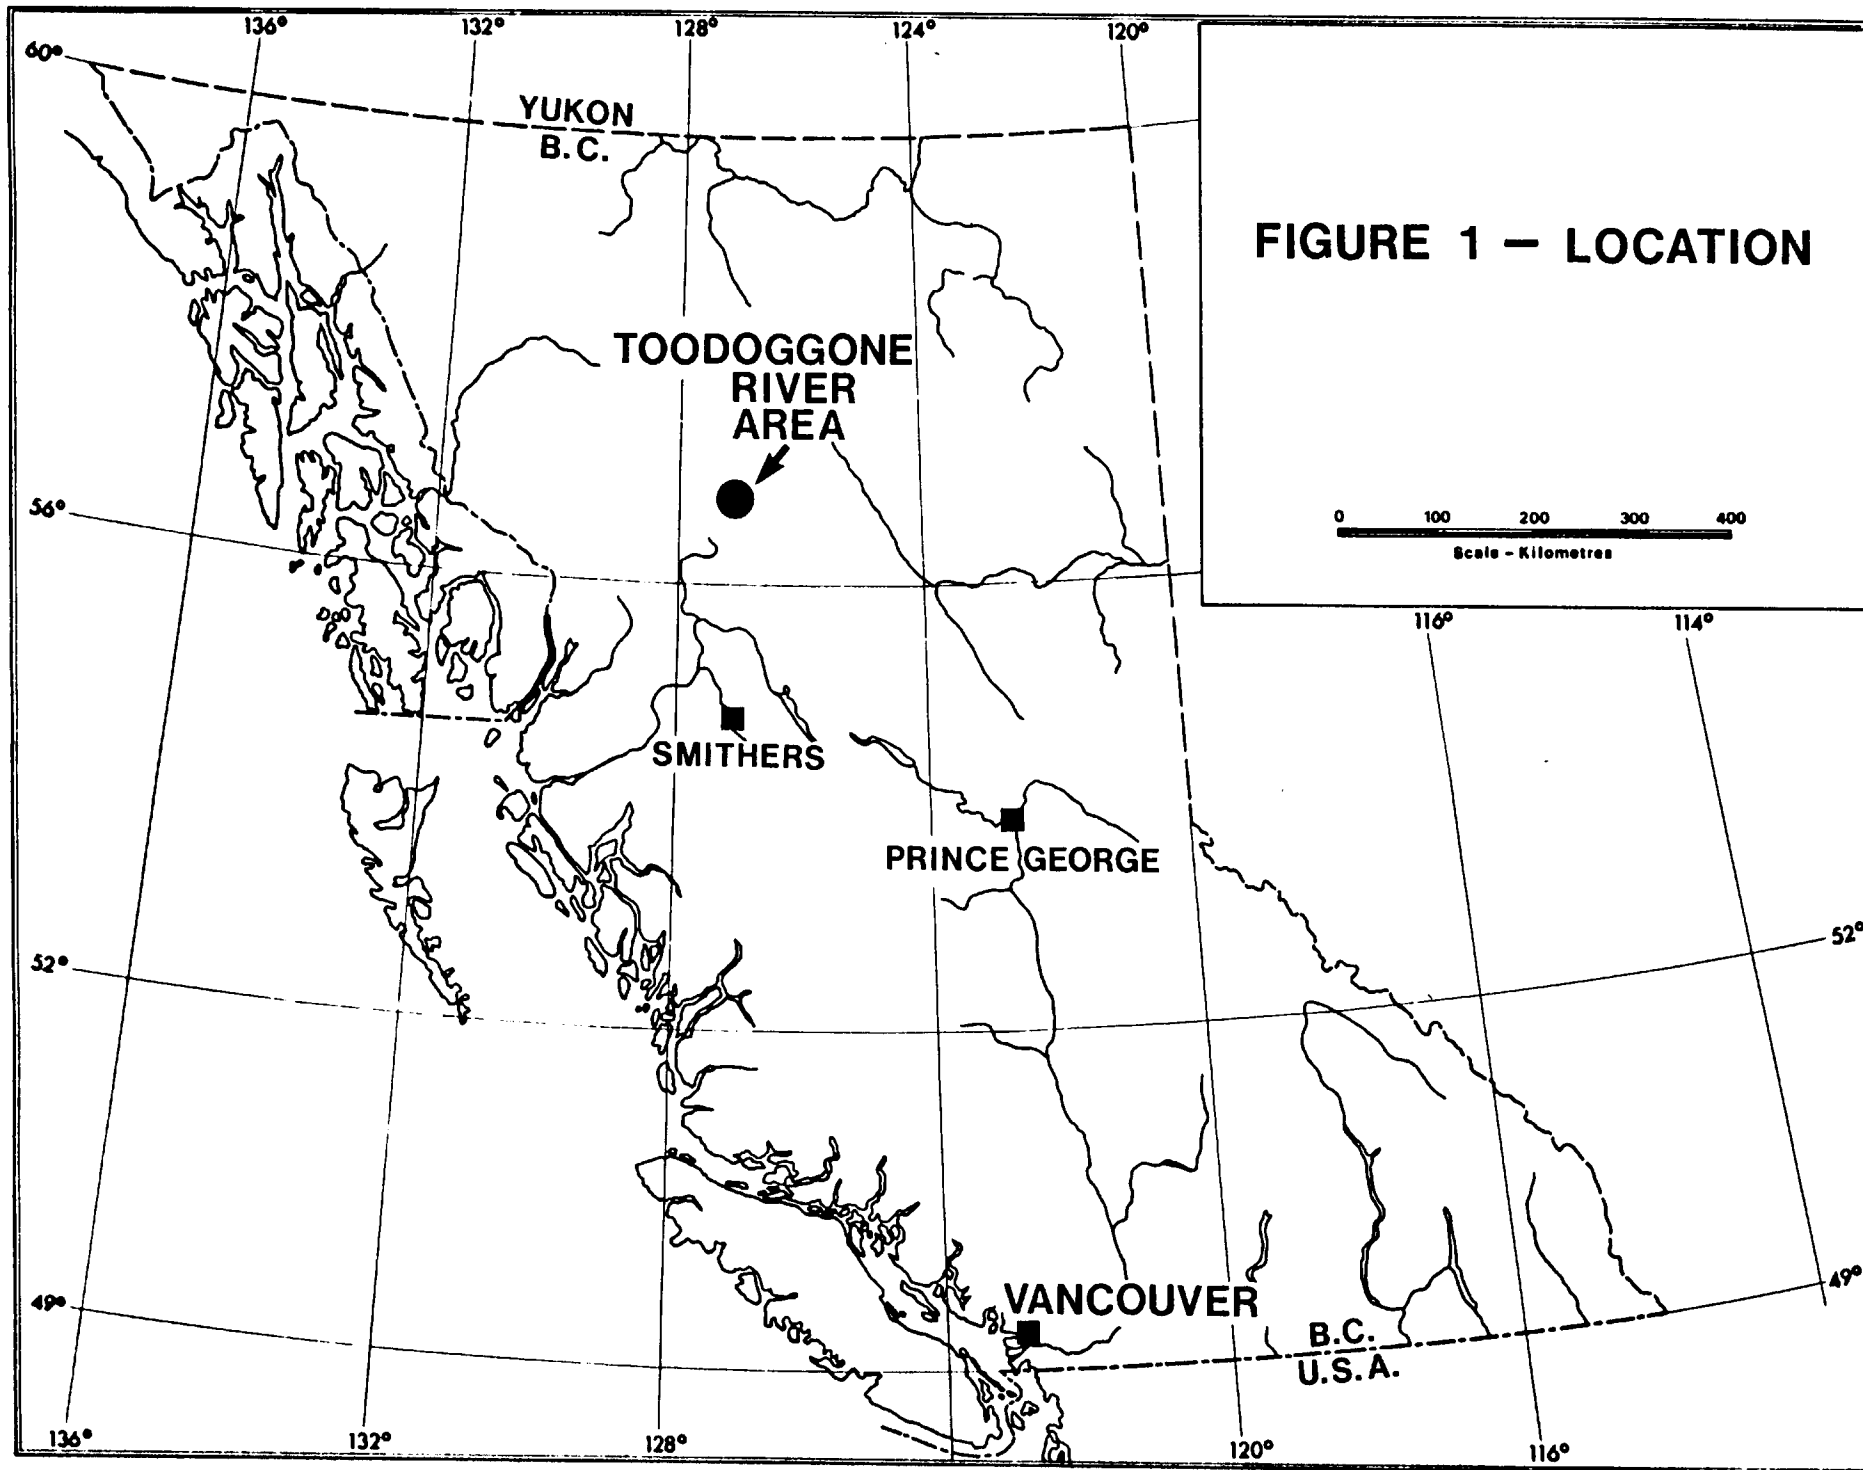 136° 132° 128° 124° 120°
60°
YUKON
B.C.
FIGURE 1 — LOCATION
TOODOGGONE
RIVER
AREA
56°
0 100 200 300 400
Scale - Kilometres
116° 114°
SMITHERS
PRINCE GEORGE
52° 52°
49° 49°
VANCOUVER
B.C.
U.S.A.
136° 132° 128° 120° 116°